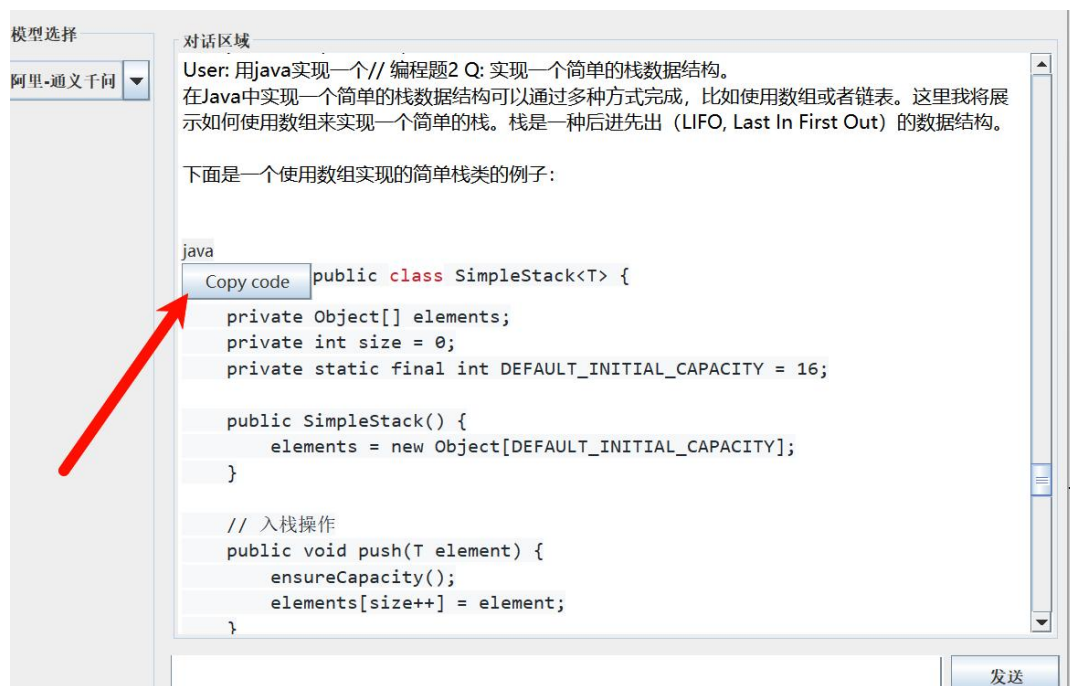 模型选择
阿里-通义千问
对话区域
User: 用java实现一个// 编程题2 Q: 实现一个简单的栈数据结构。
在Java中实现一个简单的栈数据结构可以通过多种方式完成，比如使用数组或者链表。这里我将展
示如何使用数组来实现一个简单的栈。栈是一种后进先出（LIFO, Last In First Out）的数据结构。
下面是一个使用数组实现的简单栈类的例子：
java
Copy code public class SimpleStack<T> {
    private Object[] elements;
    private int size = 0;
    private static final int DEFAULT_INITIAL_CAPACITY = 16;
    public SimpleStack() {
        elements = new Object[DEFAULT_INITIAL_CAPACITY];
    }
    // 入栈操作
    public void push(T element) {
        ensureCapacity();
        elements[size++] = element;
    }
发送